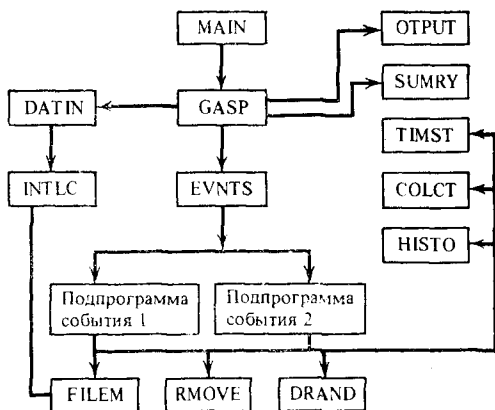 MAIN
OTPUT
SUMRY
DATIN
GASP
TIMST
INTLC
EVNTS
COLCT
HISTO
Подпрограмма
события 1
Подпрограмма
события 2
FILEM
RMOVE
DRAND